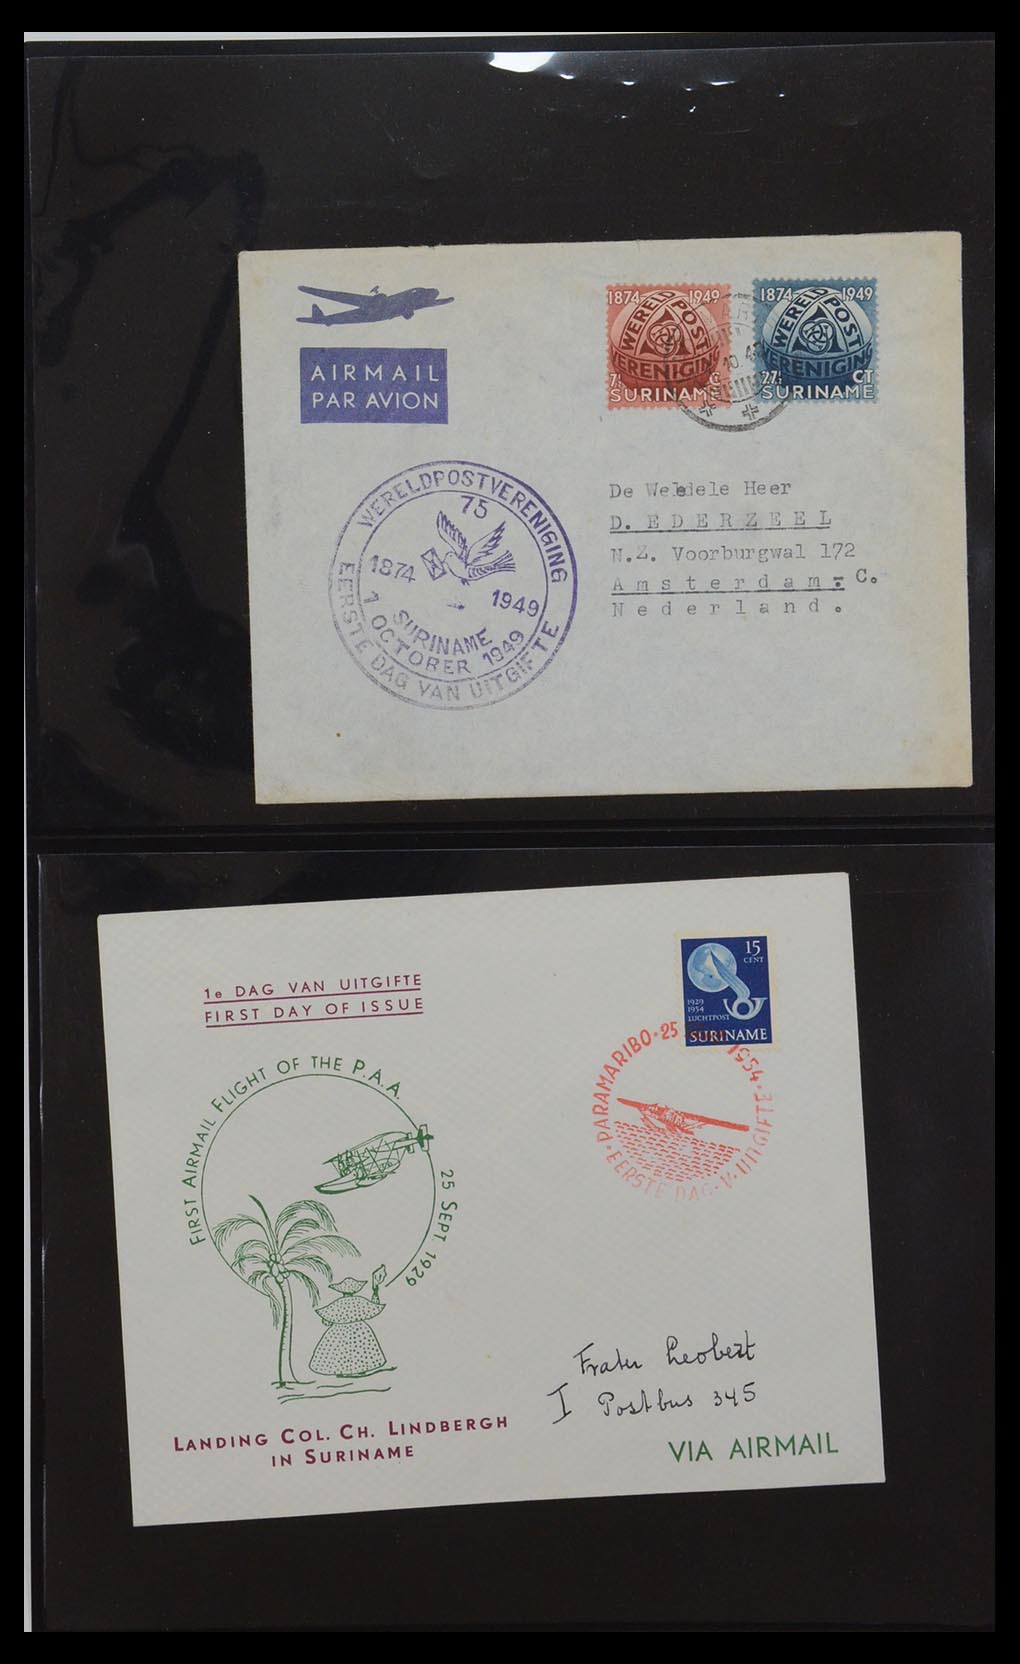 AIRMAIL
PAR AVION
1874 1949
WERELD POST
VERENIGING
7½ C
SURINAME
1874 1949
WERELD POST
VERENIGING
27½ CT
SURINAME
10.4
WERELDPOSTVERENIGING
75
1874
1949
SURINAME
1 OCTOBER 1949
EERSTE DAG VAN UITGIFTE
De Weledele Heer
D. EDERZEEL
N.Z. Voorburgwal 172
Amsterdam-C.
Nederland.
1e DAG VAN UITGIFTE
FIRST DAY OF ISSUE
FIRST AIRMAIL FLIGHT OF THE P.A.A.
25 SEPT 1929
LANDING COL. CH. LINDBERGH
IN SURINAME
15
CENT
1929
1954
LUCHTPOST
SURINAME
PARAMARIBO · 25 1954 ·
EERSTE DAG · V · UITGIFTE
Frater Leobert
I Postbus 345
VIA AIRMAIL